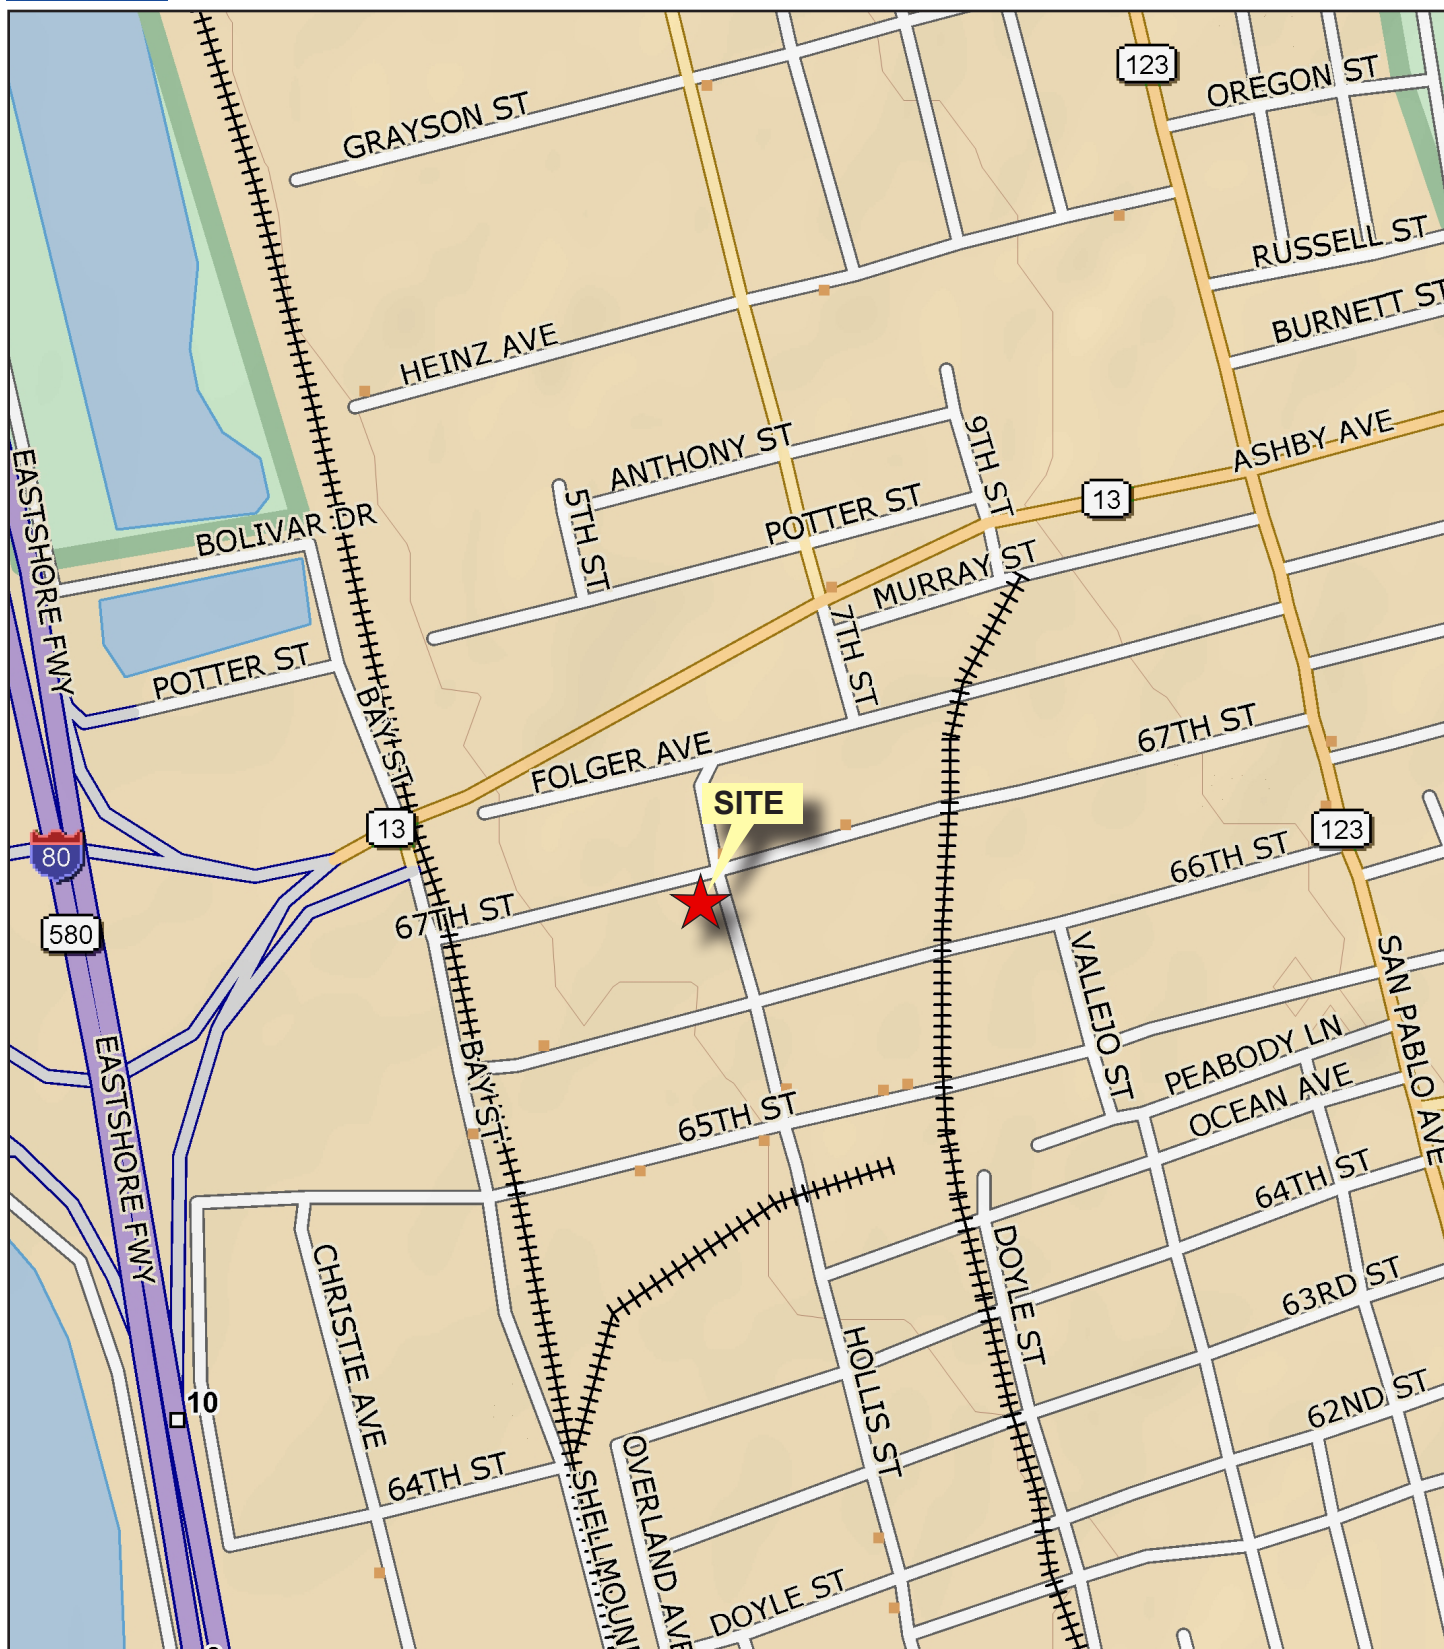 123
OREGON ST
GRAYSON ST
RUSSELL ST
BURNETT ST
HEINZ AVE
ASHBY AVE
9TH ST
ANTHONY ST
13
5TH ST
POTTER ST
EASTSHORE FWY
BOLIVAR DR
MURRAY ST
7TH ST
POTTER ST
BAY ST
67TH ST
FOLGER AVE
SITE
13
123
80
66TH ST
67TH ST
580
VALLEJO ST
SAN PABLO AVE
PEABODY LN
EASTSHORE FWY
BAY ST
OCEAN AVE
65TH ST
64TH ST
DOYLE ST
CHRISTIE AVE
63RD ST
HOLLIS ST
10
62ND ST
OVERLAND AVE
64TH ST
SHELLMOUN
DOYLE ST